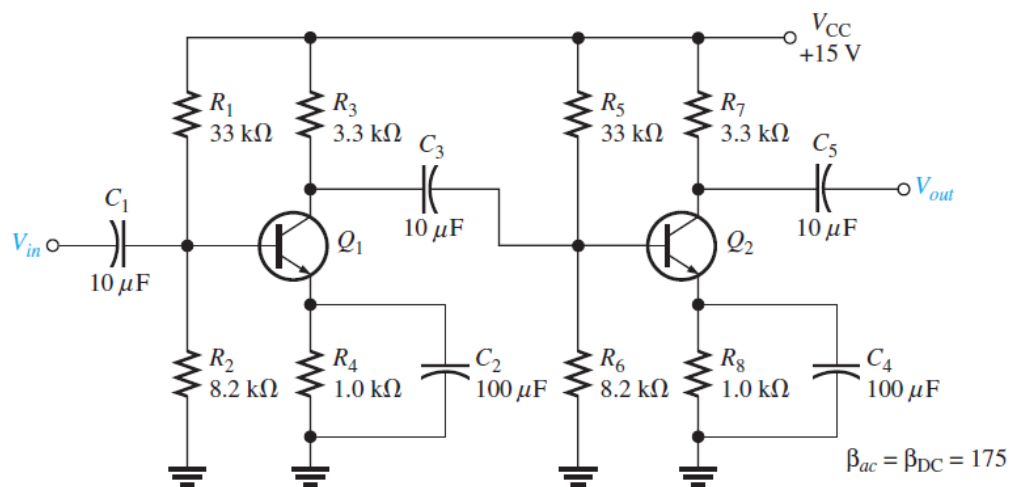 V_CC
+15 V
R_1
33 kΩ
R_3
3.3 kΩ
R_5
33 kΩ
R_7
3.3 kΩ
C_3
10 μF
C_5
10 μF
V_out
C_1
10 μF
V_in
Q_1
Q_2
R_2
8.2 kΩ
R_4
1.0 kΩ
C_2
100 μF
R_6
8.2 kΩ
R_8
1.0 kΩ
C_4
100 μF
β_ac = β_DC = 175